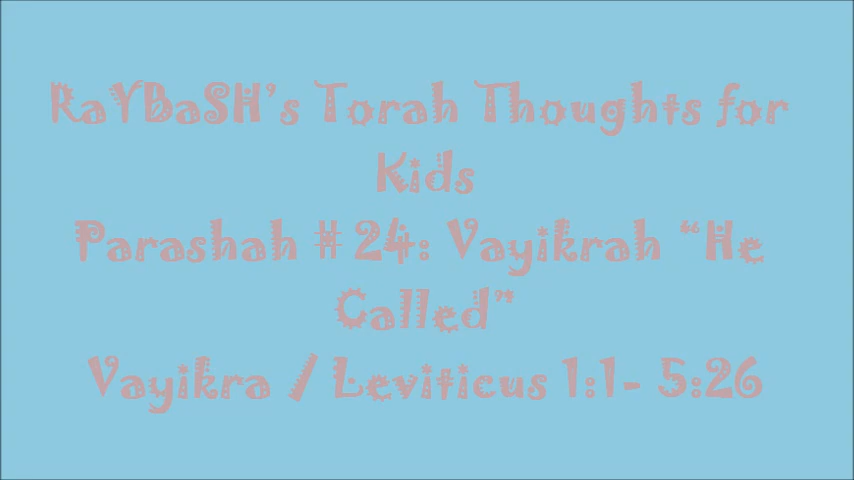 RaYBaSH's Torah Thoughts for
Kids
Parashah # 24: Vayikrah “He
Called”
Vayikra / Leviticus 1:1- 5:26